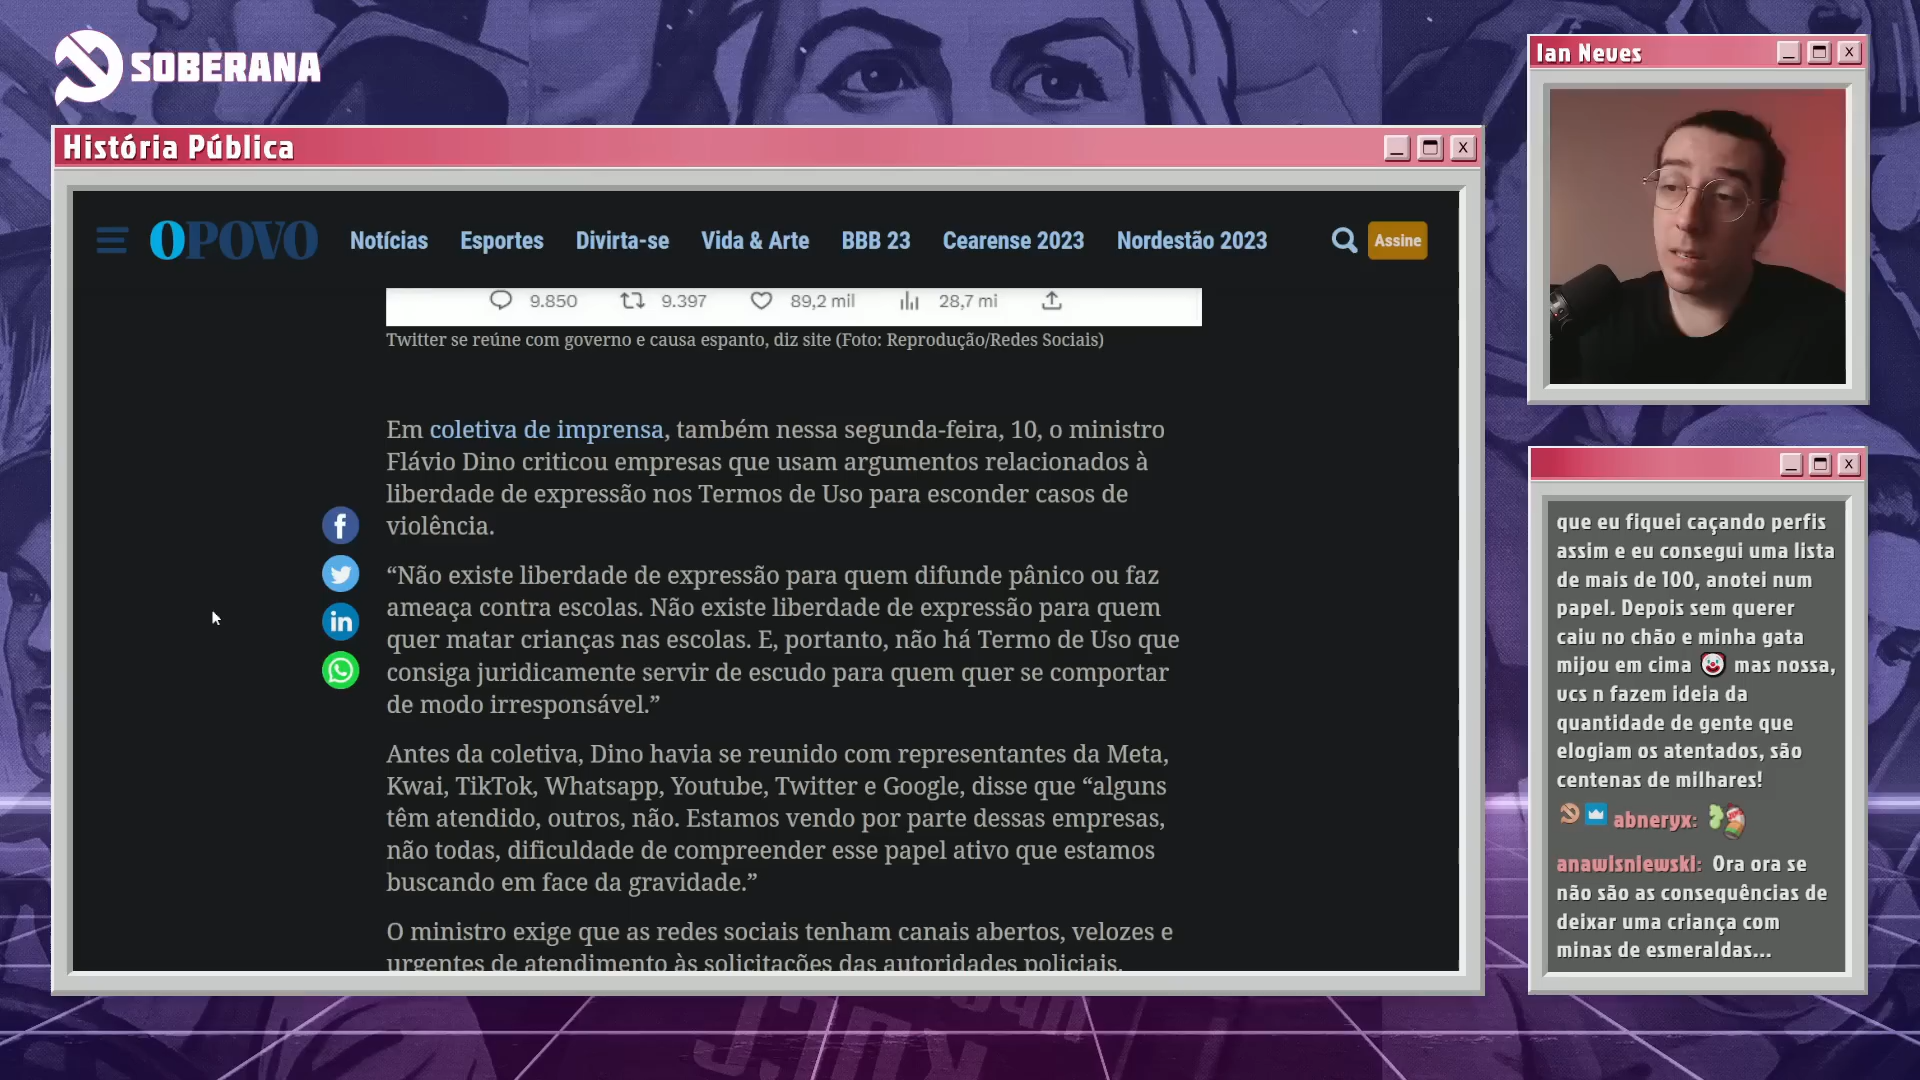 SOBERANA
História Pública
OPOVO
Notícias
Esportes
Divirta-se
Vida & Arte
BBB 23
Cearense 2023
Nordestão 2023
Assine
9.850
9.397
89,2 mil
28,7 mi
Twitter se reúne com governo e causa espanto, diz site (Foto: Reprodução/Redes Sociais)
Em coletiva de imprensa, também nessa segunda-feira, 10, o ministro
Flávio Dino criticou empresas que usam argumentos relacionados à
liberdade de expressão nos Termos de Uso para esconder casos de
violência.
“Não existe liberdade de expressão para quem difunde pânico ou faz
ameaça contra escolas. Não existe liberdade de expressão para quem
quer matar crianças nas escolas. E, portanto, não há Termo de Uso que
consiga juridicamente servir de escudo para quem quer se comportar
de modo irresponsável.”
Antes da coletiva, Dino havia se reunido com representantes da Meta,
Kwai, TikTok, Whatsapp, Youtube, Twitter e Google, disse que “alguns
têm atendido, outros, não. Estamos vendo por parte dessas empresas,
não todas, dificuldade de compreender esse papel ativo que estamos
buscando em face da gravidade.”
O ministro exige que as redes sociais tenham canais abertos, velozes e
urgentes de atendimento às solicitações das autoridades policiais.
Ian Neves
que eu fiquei caçando perfis
assim e eu consegui uma lista
de mais de 100, anotei num
papel. Depois sem querer
caiu no chão e minha gata
mijou em cima 🤡 mas nossa,
ucs n fazem ideia da
quantidade de gente que
elogiam os atentados, são
centenas de milhares!
abneryx:
anawisniewski: Ora ora se
não são as consequências de
deixar uma criança com
minas de esmeraldas...